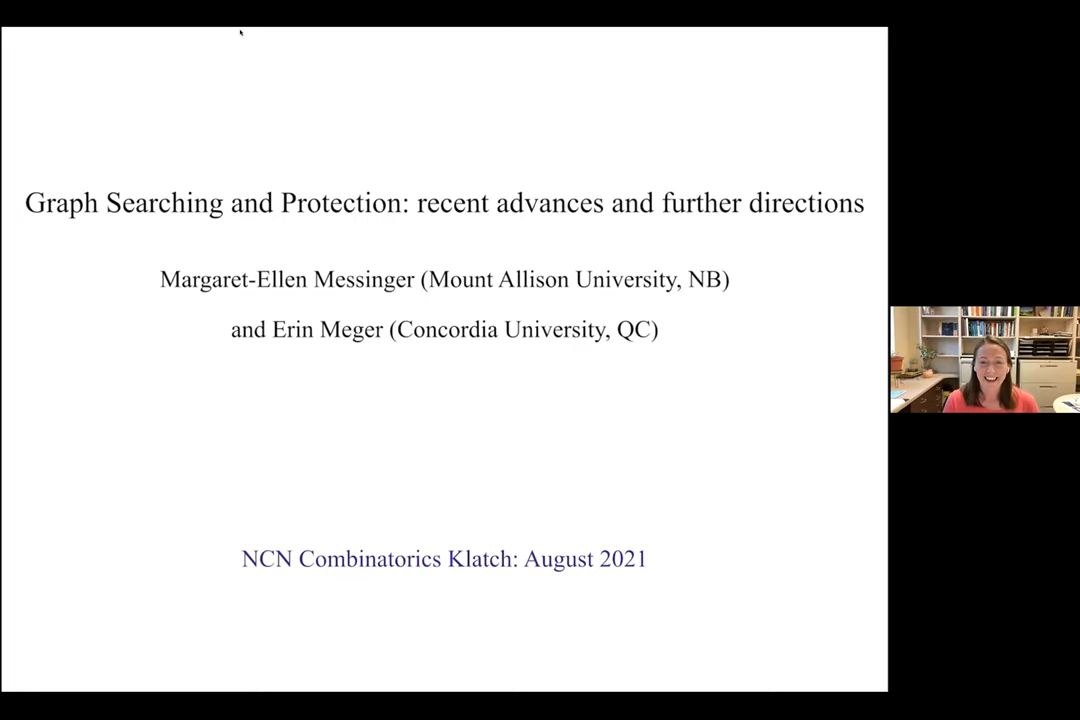 Graph Searching and Protection: recent advances and further directions
Margaret-Ellen Messinger (Mount Allison University, NB)
and Erin Meger (Concordia University, QC)
NCN Combinatorics Klatch: August 2021